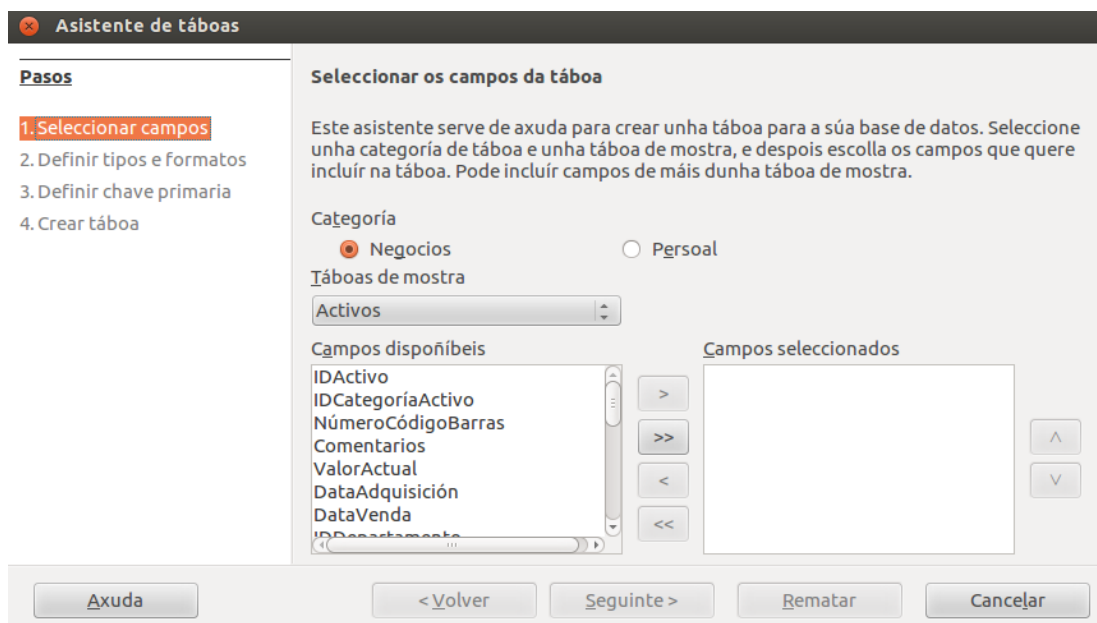 Asistente de táboas
Pasos
1. Seleccionar campos
2. Definir tipos e formatos
3. Definir chave primaria
4. Crear táboa
Seleccionar os campos da táboa
Este asistente serve de axuda para crear unha táboa para a súa base de datos. Seleccione
unha categoría de táboa e unha táboa de mostra, e despois escolla os campos que quere
incluír na táboa. Pode incluír campos de máis dunha táboa de mostra.
Categoría
Negocios
Persoal
Táboas de mostra
Activos
Campos dispoñíbeis
IDActivo
IDCategoríaActivo
NúmeroCódigoBarras
Comentarios
ValorActual
DataAdquisición
DataVenda
IDDepartamento
>
>>
<
<<
Campos seleccionados
Axuda
< Volver
Seguinte >
Rematar
Cancelar